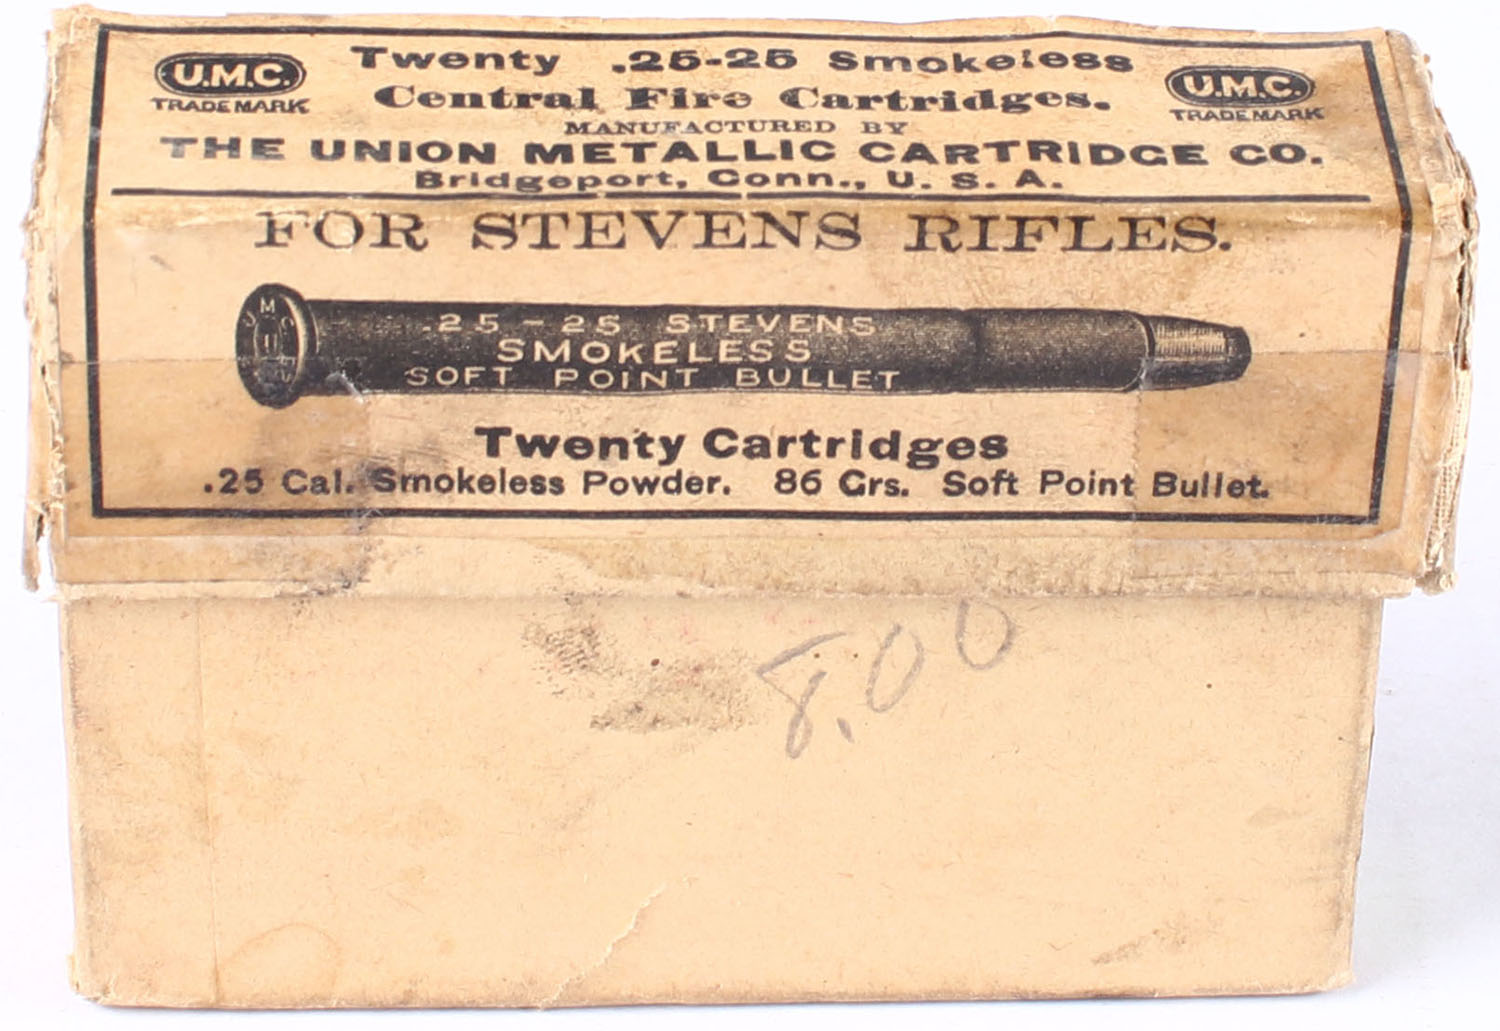 U.M.C.
TRADE MARK
Twenty .25-25 Smokeless
Central Fire Cartridges.
MANUFACTURED BY
THE UNION METALLIC CARTRIDGE CO.
Bridgeport, Conn., U. S. A.
U.M.C.
TRADE MARK
FOR STEVENS RIFLES.
U M C
.25-25 STEVENS
SMOKELESS
SOFT POINT BULLET
Twenty Cartridges
.25 Cal. Smokeless Powder. 86 Grs. Soft Point Bullet.
8.00